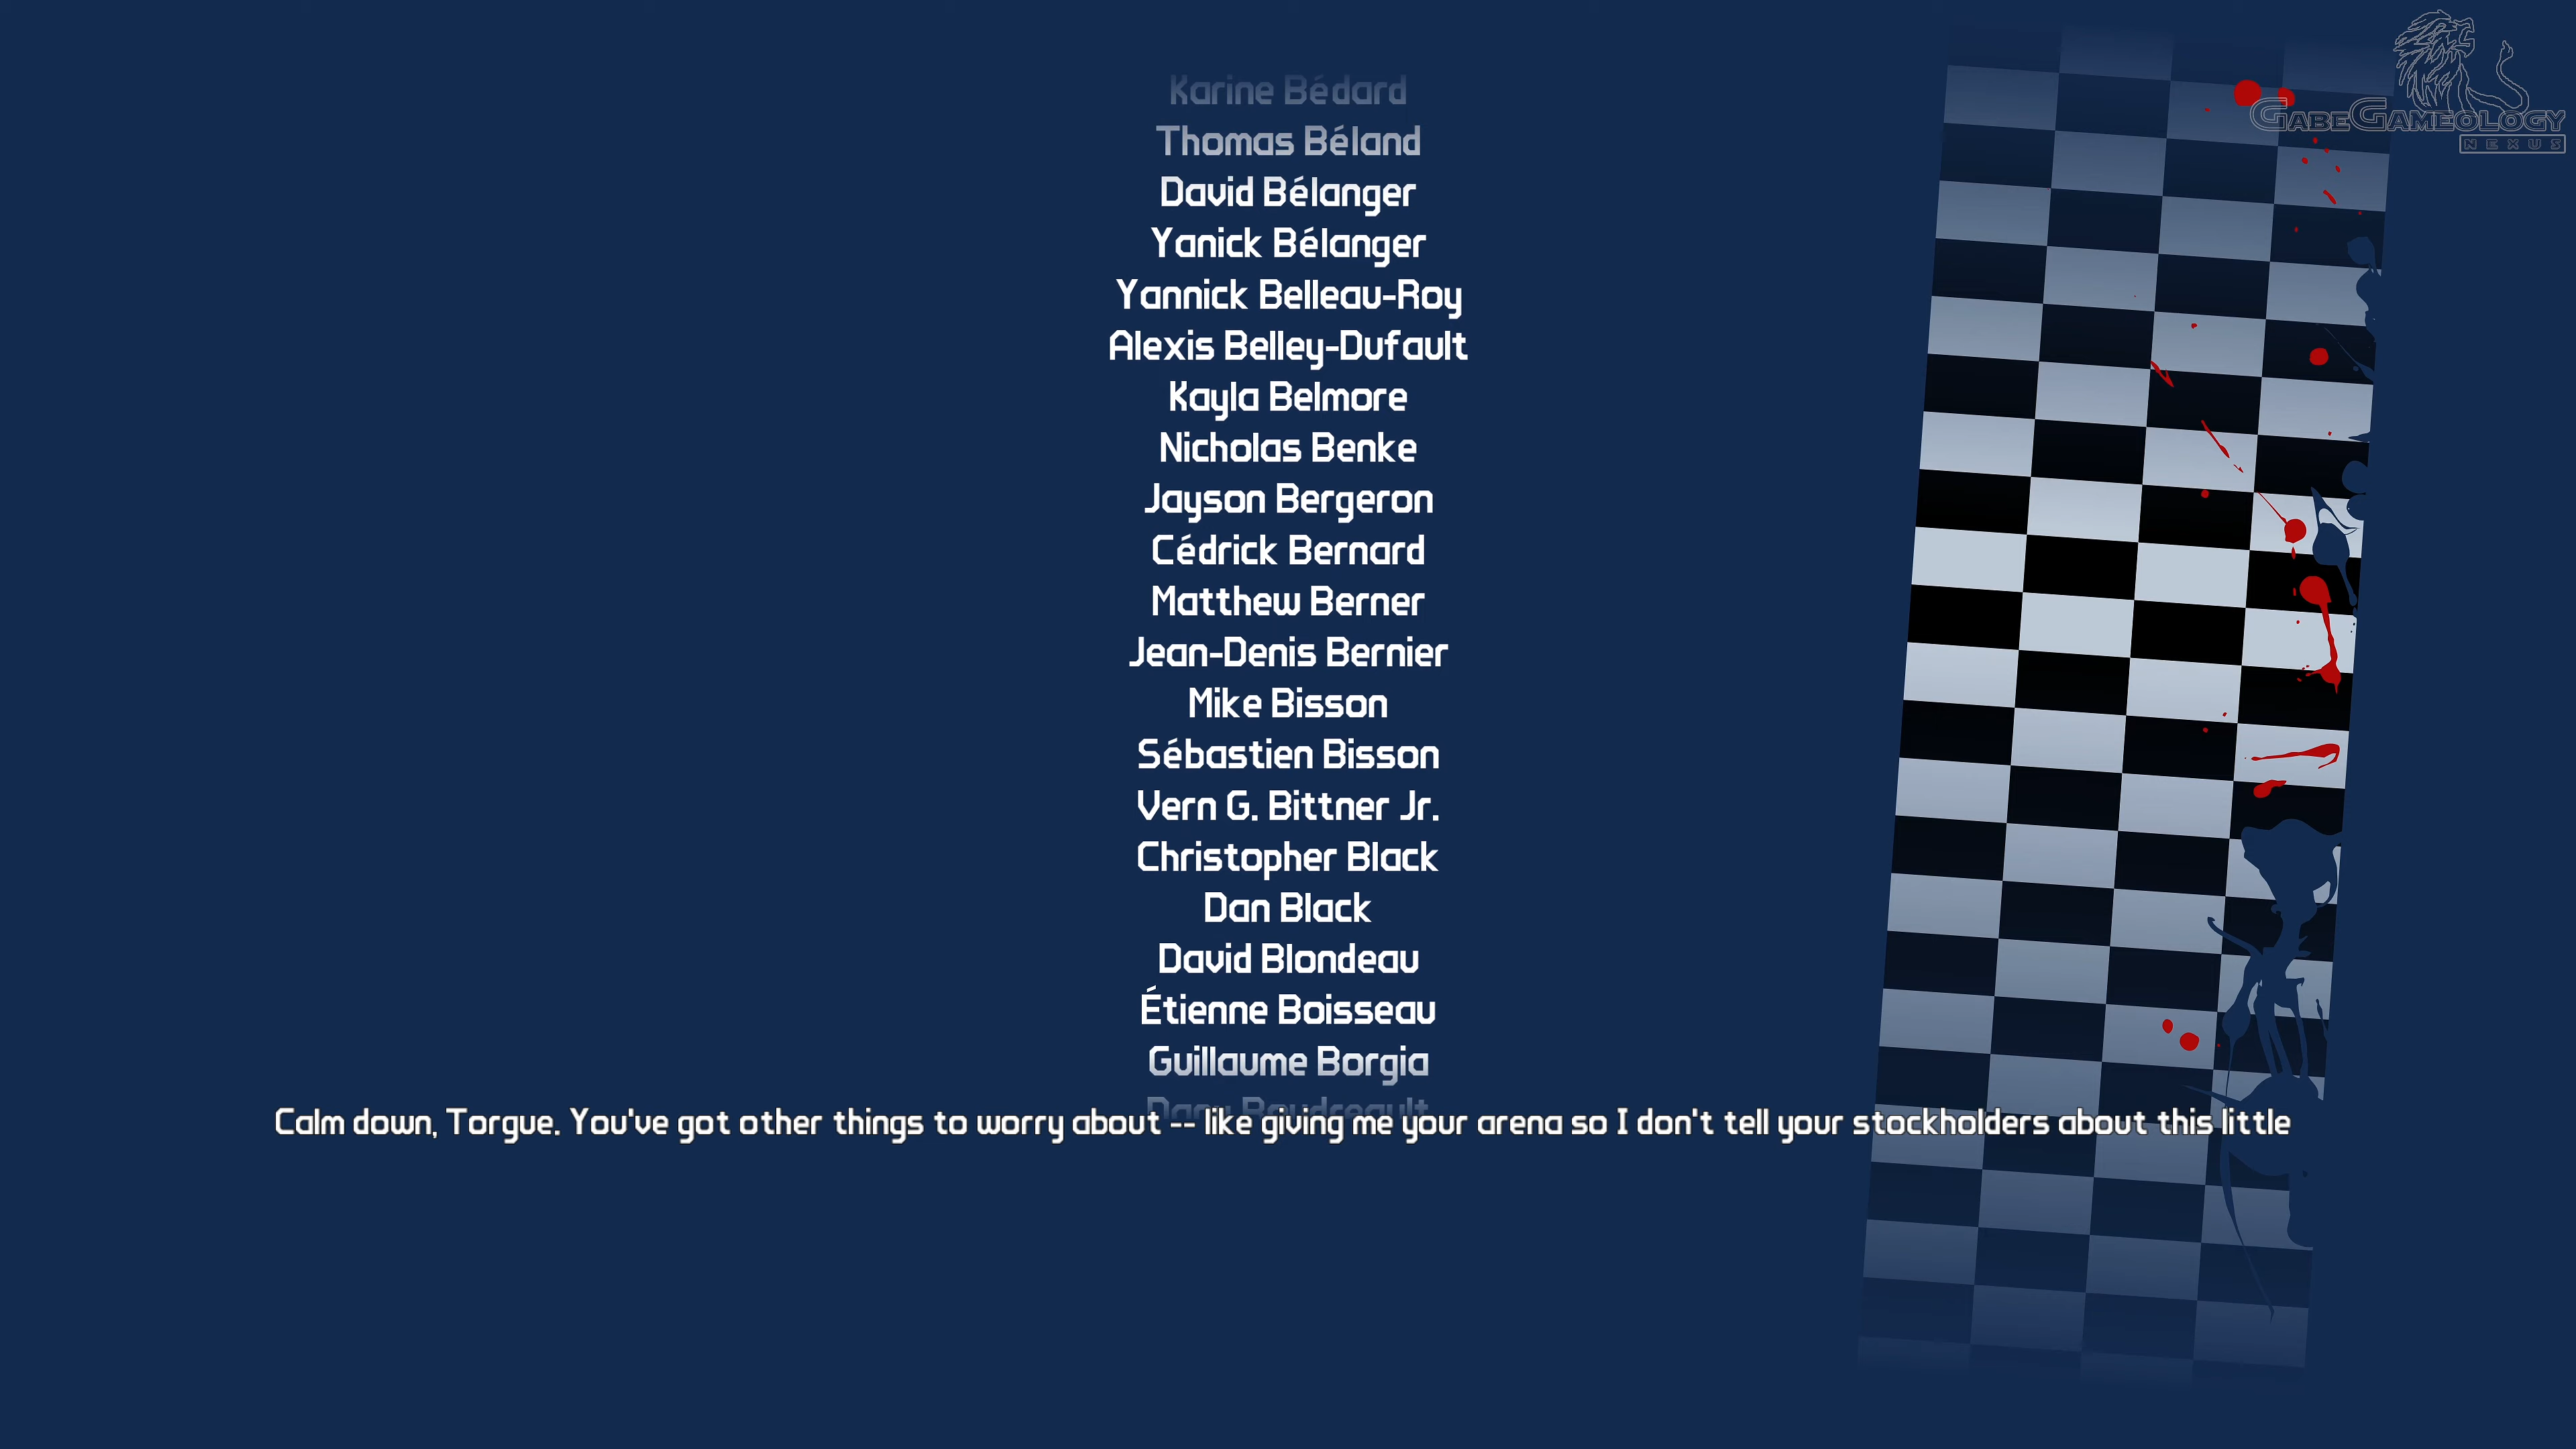 GABEGAMEOLOGY
NEXUS
Karine Bédard
Thomas Béland
David Bélanger
Yanick Bélanger
Yannick Belleau-Roy
Alexis Belley-Dufault
Kayla Belmore
Nicholas Benke
Jayson Bergeron
Cédrick Bernard
Matthew Berner
Jean-Denis Bernier
Mike Bisson
Sébastien Bisson
Vern G. Bittner Jr.
Christopher Black
Dan Black
David Blondeau
Étienne Boisseau
Guillaume Borgia
Boudreault
Calm down, Torgue. You've got other things to worry about -- like giving me your arena so I don't tell your stockholders about this little